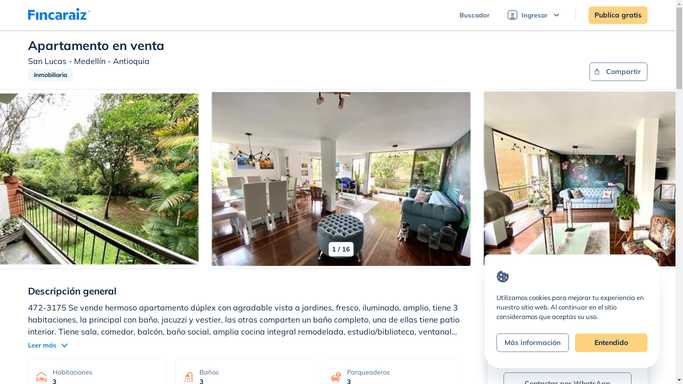 Fincaraiz
Buscador
Ingresar
Publica gratis
Apartamento en venta
San Lucas - Medellín - Antioquia
Inmobiliaria
Compartir
1 / 16
Descripción general
472-3175 Se vende hermoso apartamento dúplex con agradable vista a jardines, fresco, iluminado, amplio, tiene 3
habitaciones, la principal con baño, jacuzzi y vestier, las otras comparten un baño completo, una de ellas tiene patio
interior. Tiene sala, comedor, balcón, baño social, amplia cocina integral remodelada, estudio/biblioteca, ventanal...
Leer más
Habitaciones
3
Baños
3
Parqueaderos
3
Utilizamos cookies para mejorar tu experiencia en
nuestro sitio web. Al continuar en el sitio
consideramos que aceptas su uso.
Más información
Entendido
Contactar por WhatsApp